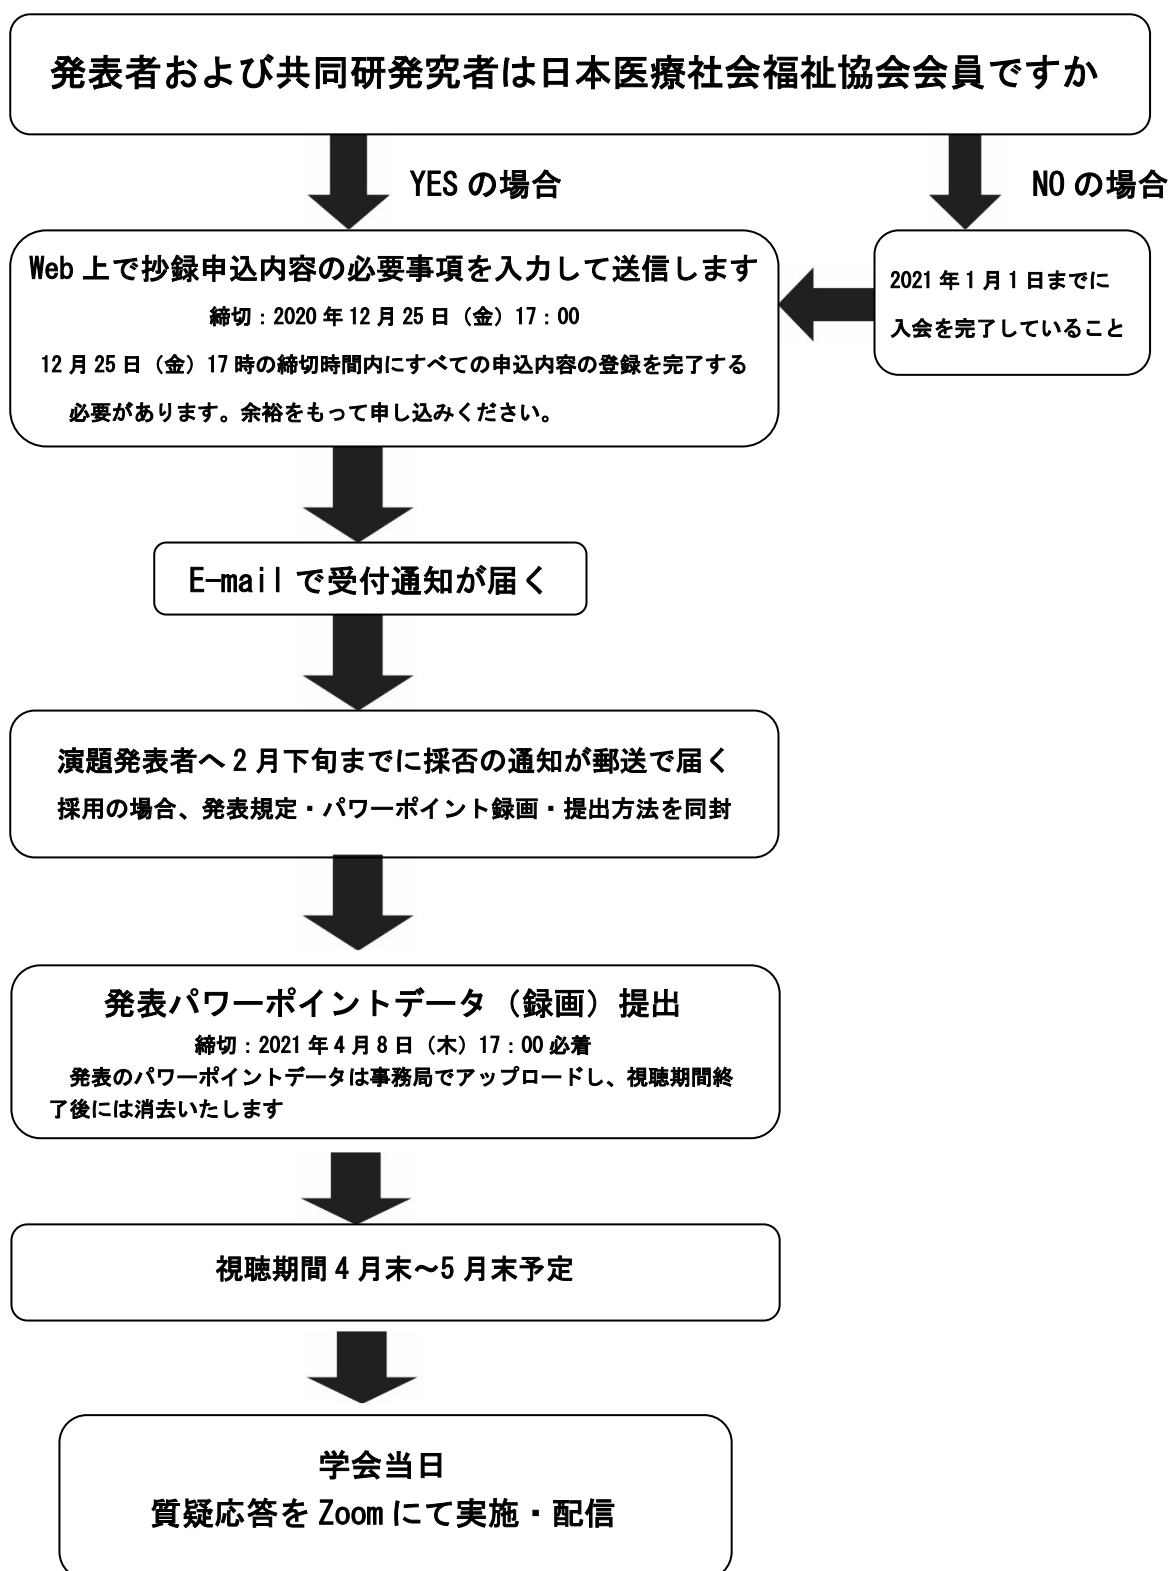 発表者および共同研発究者は日本医療社会福祉協会会員ですか
YES の場合
NO の場合
Web 上で抄録申込内容の必要事項を入力して送信します
締切：2020 年 12 月 25 日（金）17：00
12 月 25 日（金）17 時の締切時間内にすべての申込内容の登録を完了する
必要があります。余裕をもって申し込みください。
2021 年 1 月 1 日までに
入会を完了していること
E-mail で受付通知が届く
演題発表者へ 2 月下旬までに採否の通知が郵送で届く
採用の場合、発表規定・パワーポイント録画・提出方法を同封
発表パワーポイントデータ（録画）提出
締切：2021 年 4 月 8 日（木）17：00 必着
発表のパワーポイントデータは事務局でアップロードし、視聴期間終
了後には消去いたします
視聴期間 4 月末～5 月末予定
学会当日
質疑応答を Zoom にて実施・配信